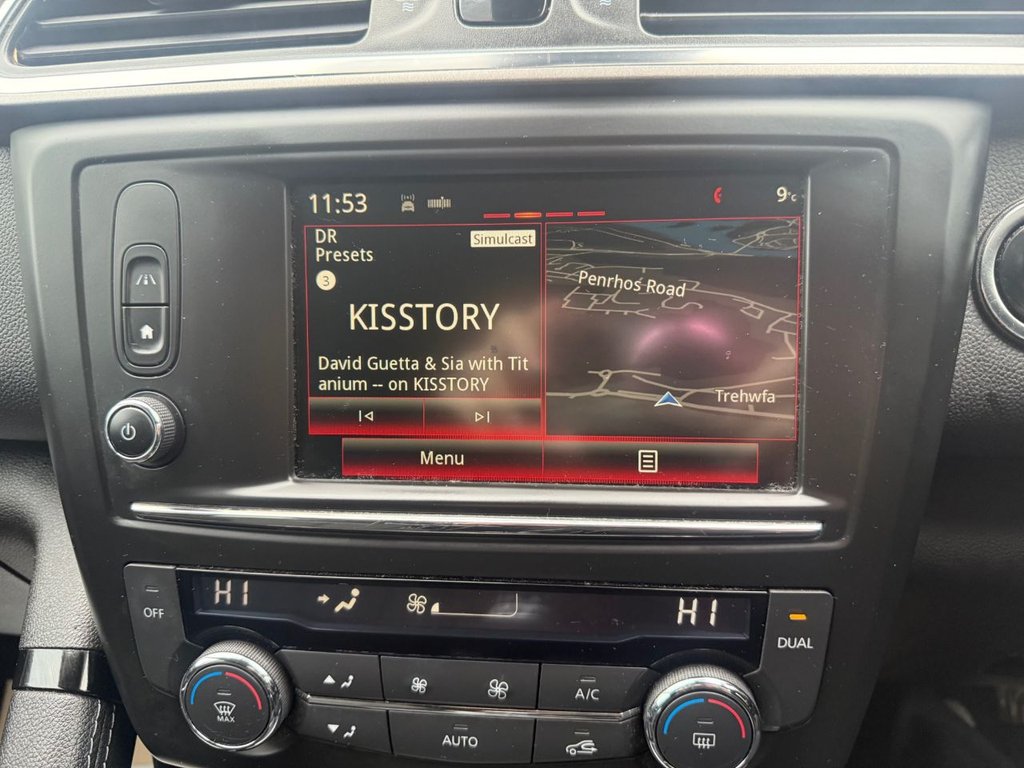 11:53
9°c
DR
Presets
Simulcast
3
KISSTORY
David Guetta & Sia with Tit
anium -- on KISSTORY
Penrhos Road
Trehwfa
Menu
OFF
HI
HI
DUAL
MAX
AUTO
A/C